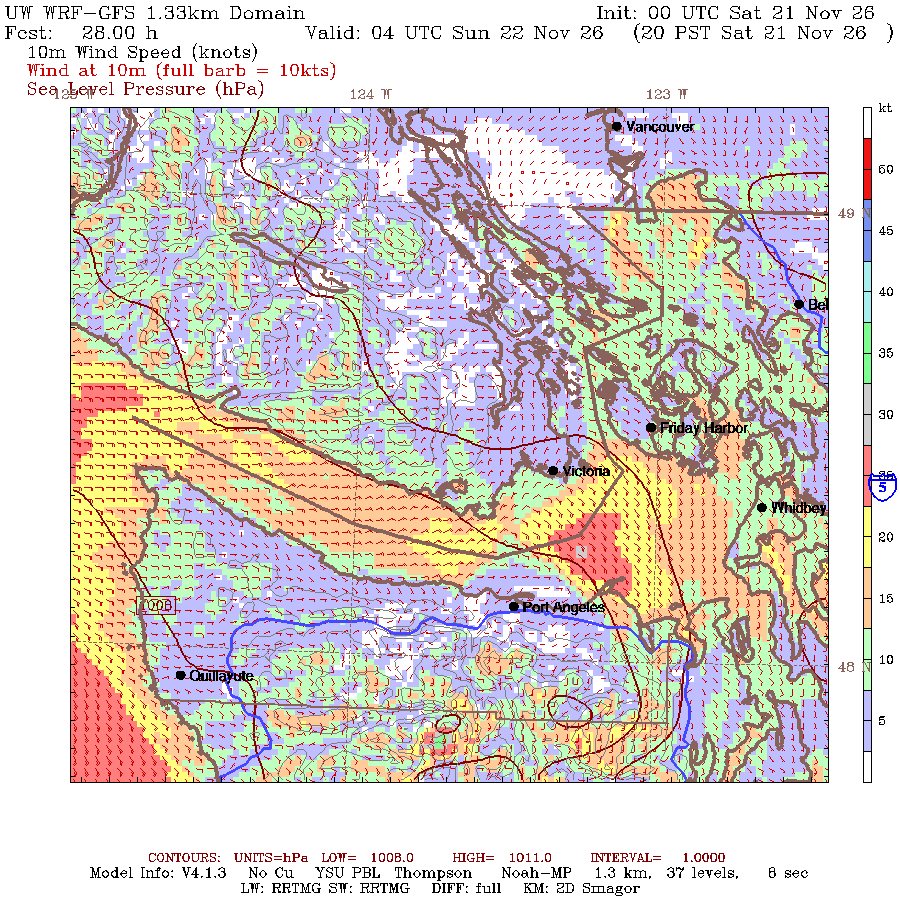 UW WRF-GFS 1.33km Domain Init: 00 UTC Sat 21 Nov 26
Fcst: 28.00 h Valid: 04 UTC Sun 22 Nov 26 (20 PST Sat 21 Nov 26 )
10m Wind Speed (knots)
Wind at 10m (full barb = 10kts)
Sea Level Pressure (hPa)
125 W 124 W 123 W
kt
Vancouver
50
49 N
45
40
Bel
35
30
Friday Harbor
Victoria
25
5
Whidbey
20
15
1008
Port Angeles
10
48 N
Quillayute
5
CONTOURS: UNITS=hPa LOW= 1008.0 HIGH= 1011.0 INTERVAL= 1.0000
Model Info: V4.1.3 No Cu YSU PBL Thompson Noah-MP 1.3 km, 37 levels, 8 sec
LW: RRTMG SW: RRTMG DIFF: full KM: 2D Smagor